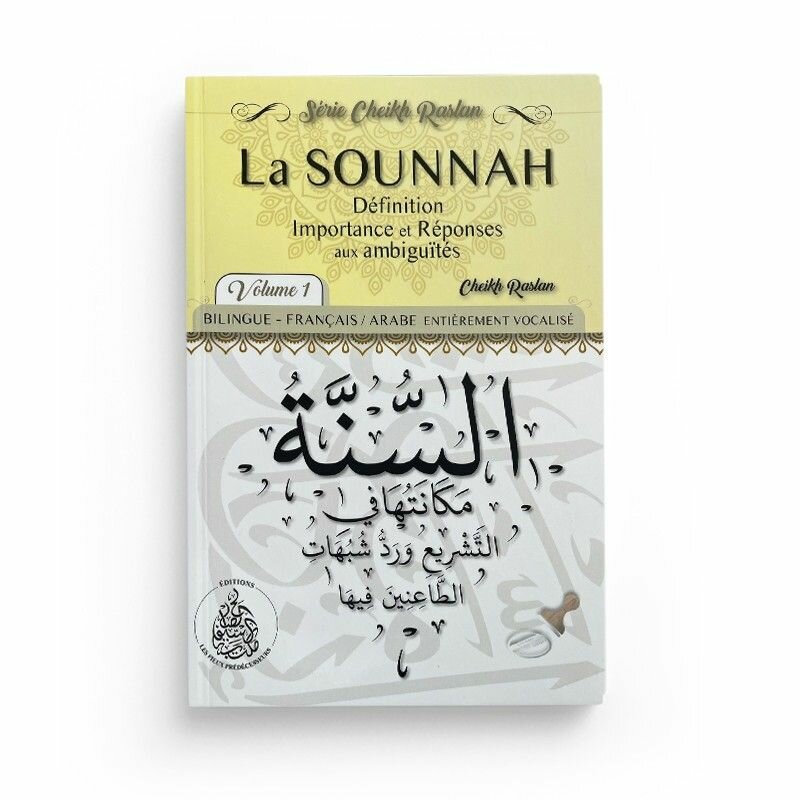 Série Cheikh Raslan
La SOUNNAH
Définition
Importance et Réponses
aux ambiguïtés
Volume 1
Cheikh Raslan
BILINGUE - FRANÇAIS / ARABE ENTIÈREMENT VOCALISÉ
السُّنَّةُ
مَكَانَتُهَا فِي
التَّشْرِيعِ وَرَدُّ شُبُهَاتِ
الطَّاعِنِينَ فِيهَا
ÉDITIONS
LES PIEUX PRÉDÉCESSEURS